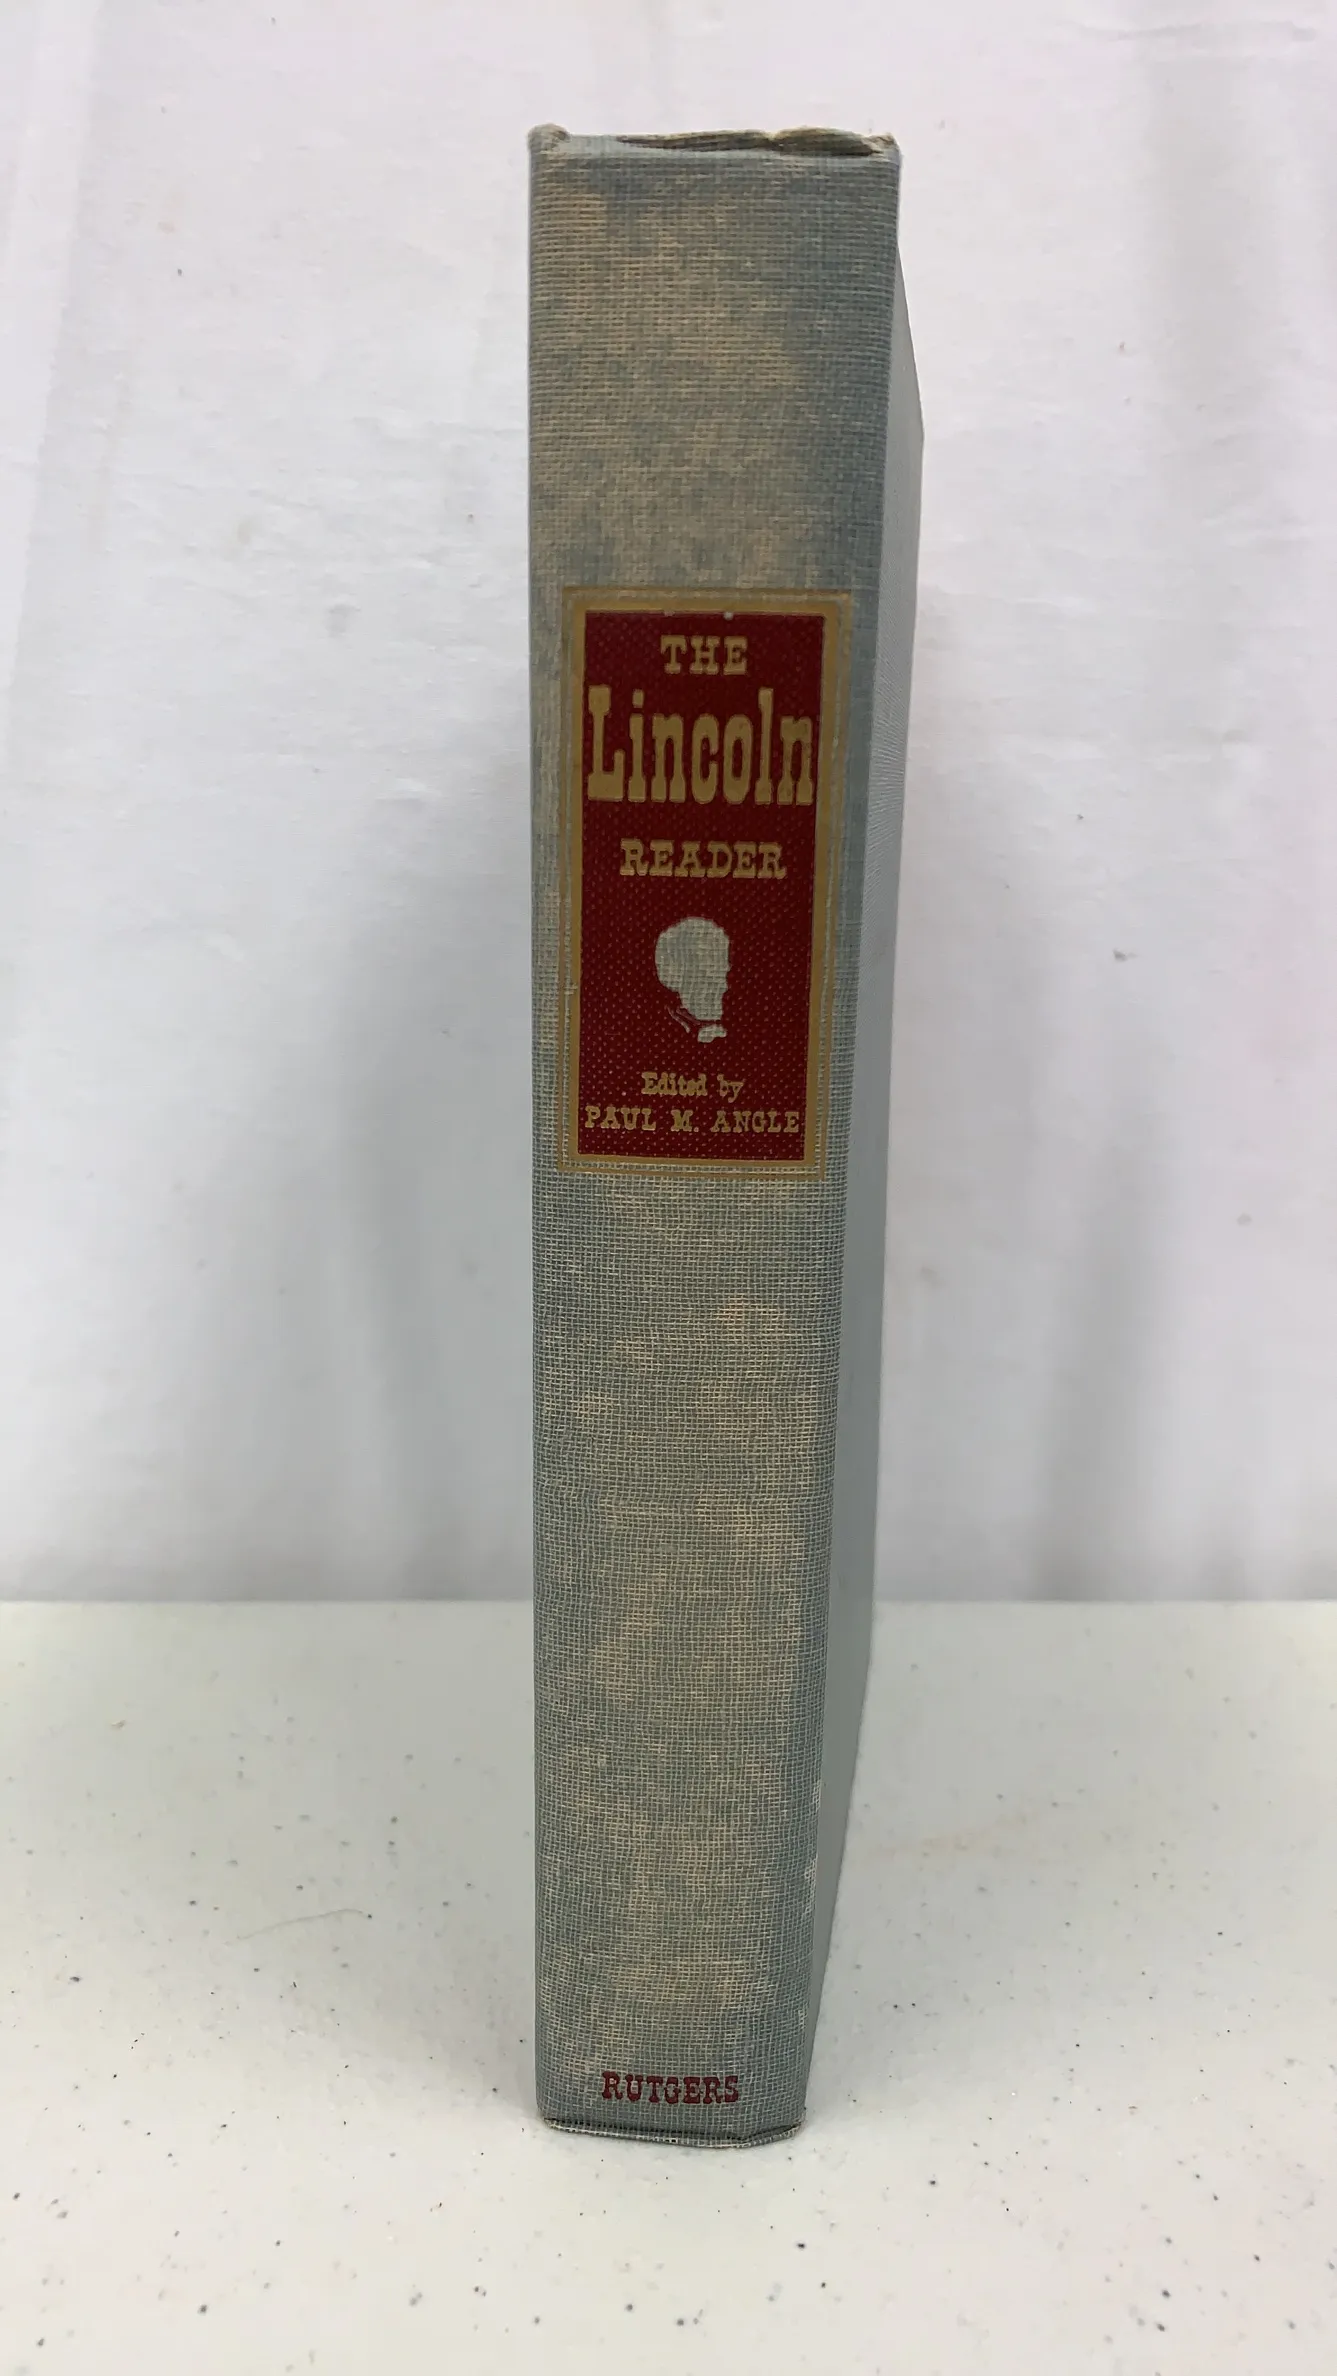 THE
Lincoln
READER
Edited by
PAUL M. ANGLE
RUTGERS